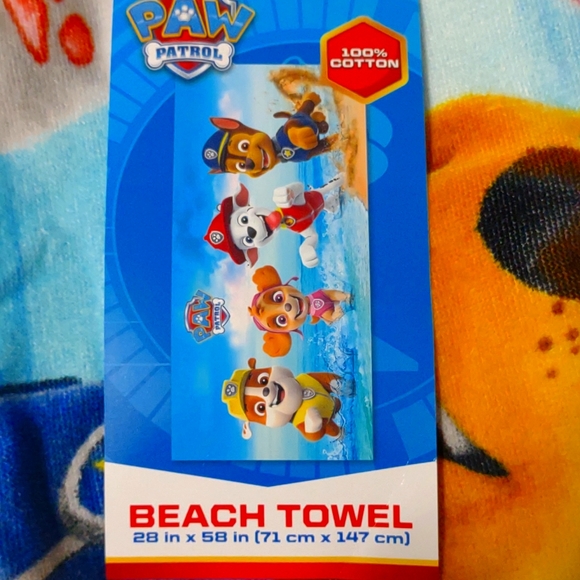 PAW
PATROL
100%
COTTON
PAW
PATROL
BEACH TOWEL
28 in x 58 in (71 cm x 147 cm)